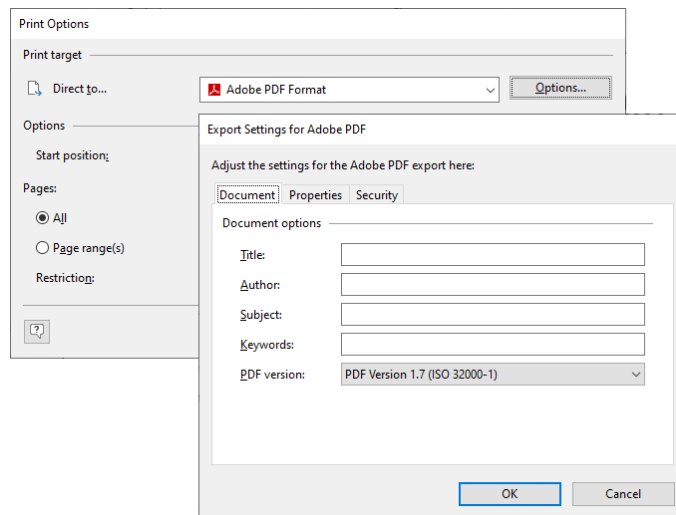 Print Options
Print target
Direct to...
Adobe PDF Format
Options...
Options
Start position:
Pages:
All
Page range(s)
Restriction:
?
Export Settings for Adobe PDF
Adjust the settings for the Adobe PDF export here:
Document Properties Security
Document options
Title:
Author:
Subject:
Keywords:
PDF version: PDF Version 1.7 (ISO 32000-1)
OK Cancel